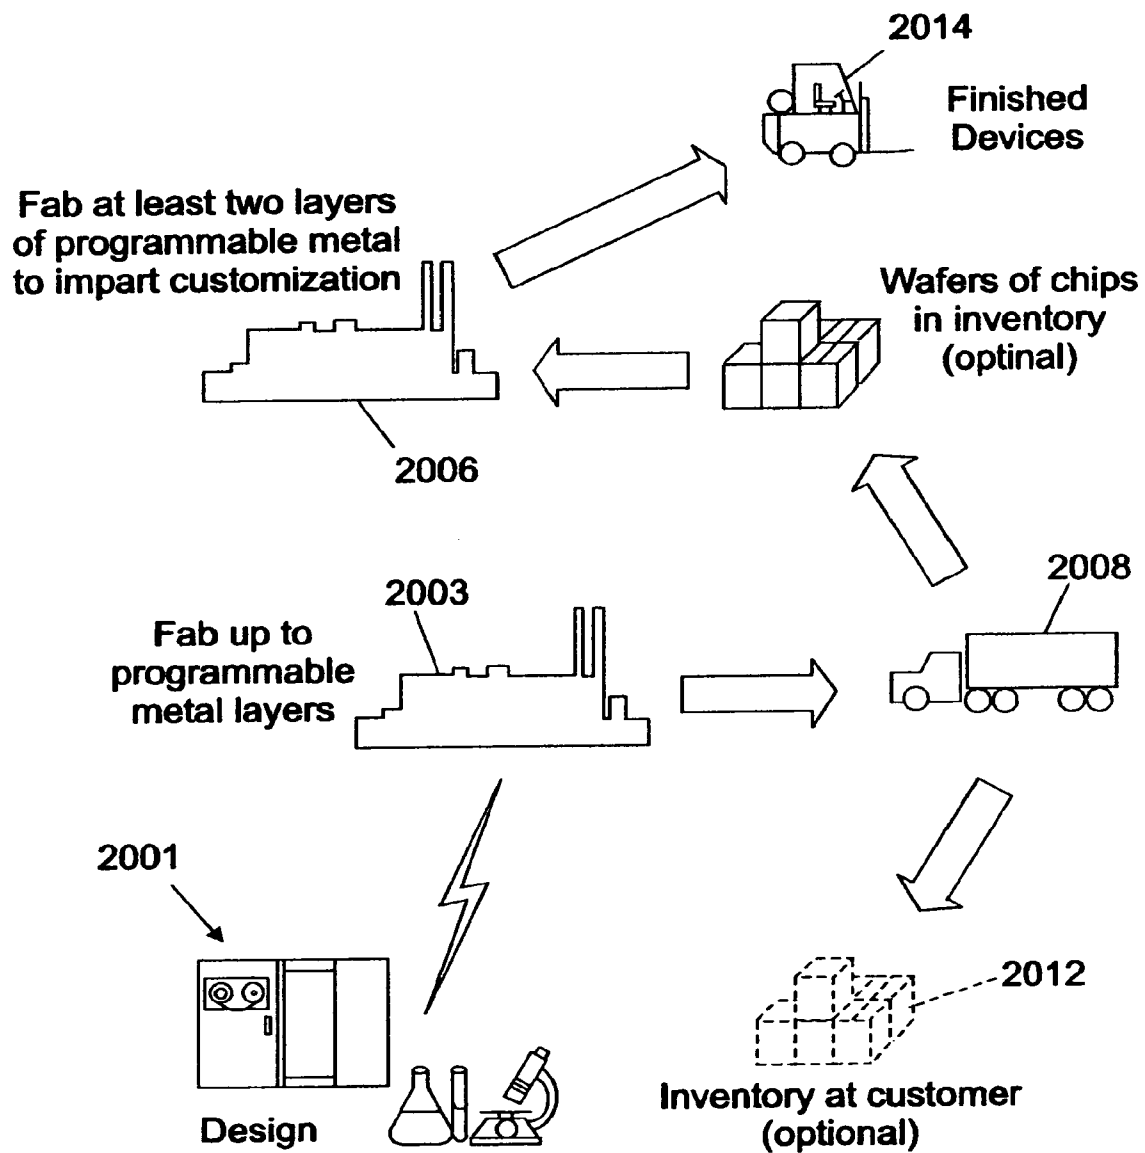 2014
Finished
Devices
Fab at least two layers
of programmable metal
to impart customization
Wafers of chips
in inventory
(optinal)
2006
2008
2003
Fab up to
programmable
metal layers
2001
2012
Design
Inventory at customer
(optional)